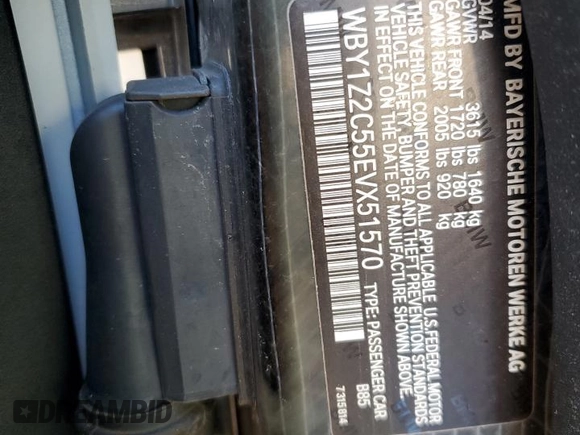 MFD BY BAYERISCHE MOTOREN WERKE AG
04/14
GVWR 3615 lbs 1640 kg
GAWR FRONT 1720 lbs 780 kg
GAWR REAR 2005 lbs 920 kg
THIS VEHICLE CONFORMS TO ALL APPLICABLE U.S.FEDERAL MOTOR
VEHICLE SAFETY, BUMPER AND THEFT PREVENTION STANDARDS
IN EFFECT ON THE DATE OF MANUFACTURE SHOWN ABOVE.
WBY1Z2C55EVX51570 TYPE: PASSENGER CAR
B85
7315814
DREAMBID